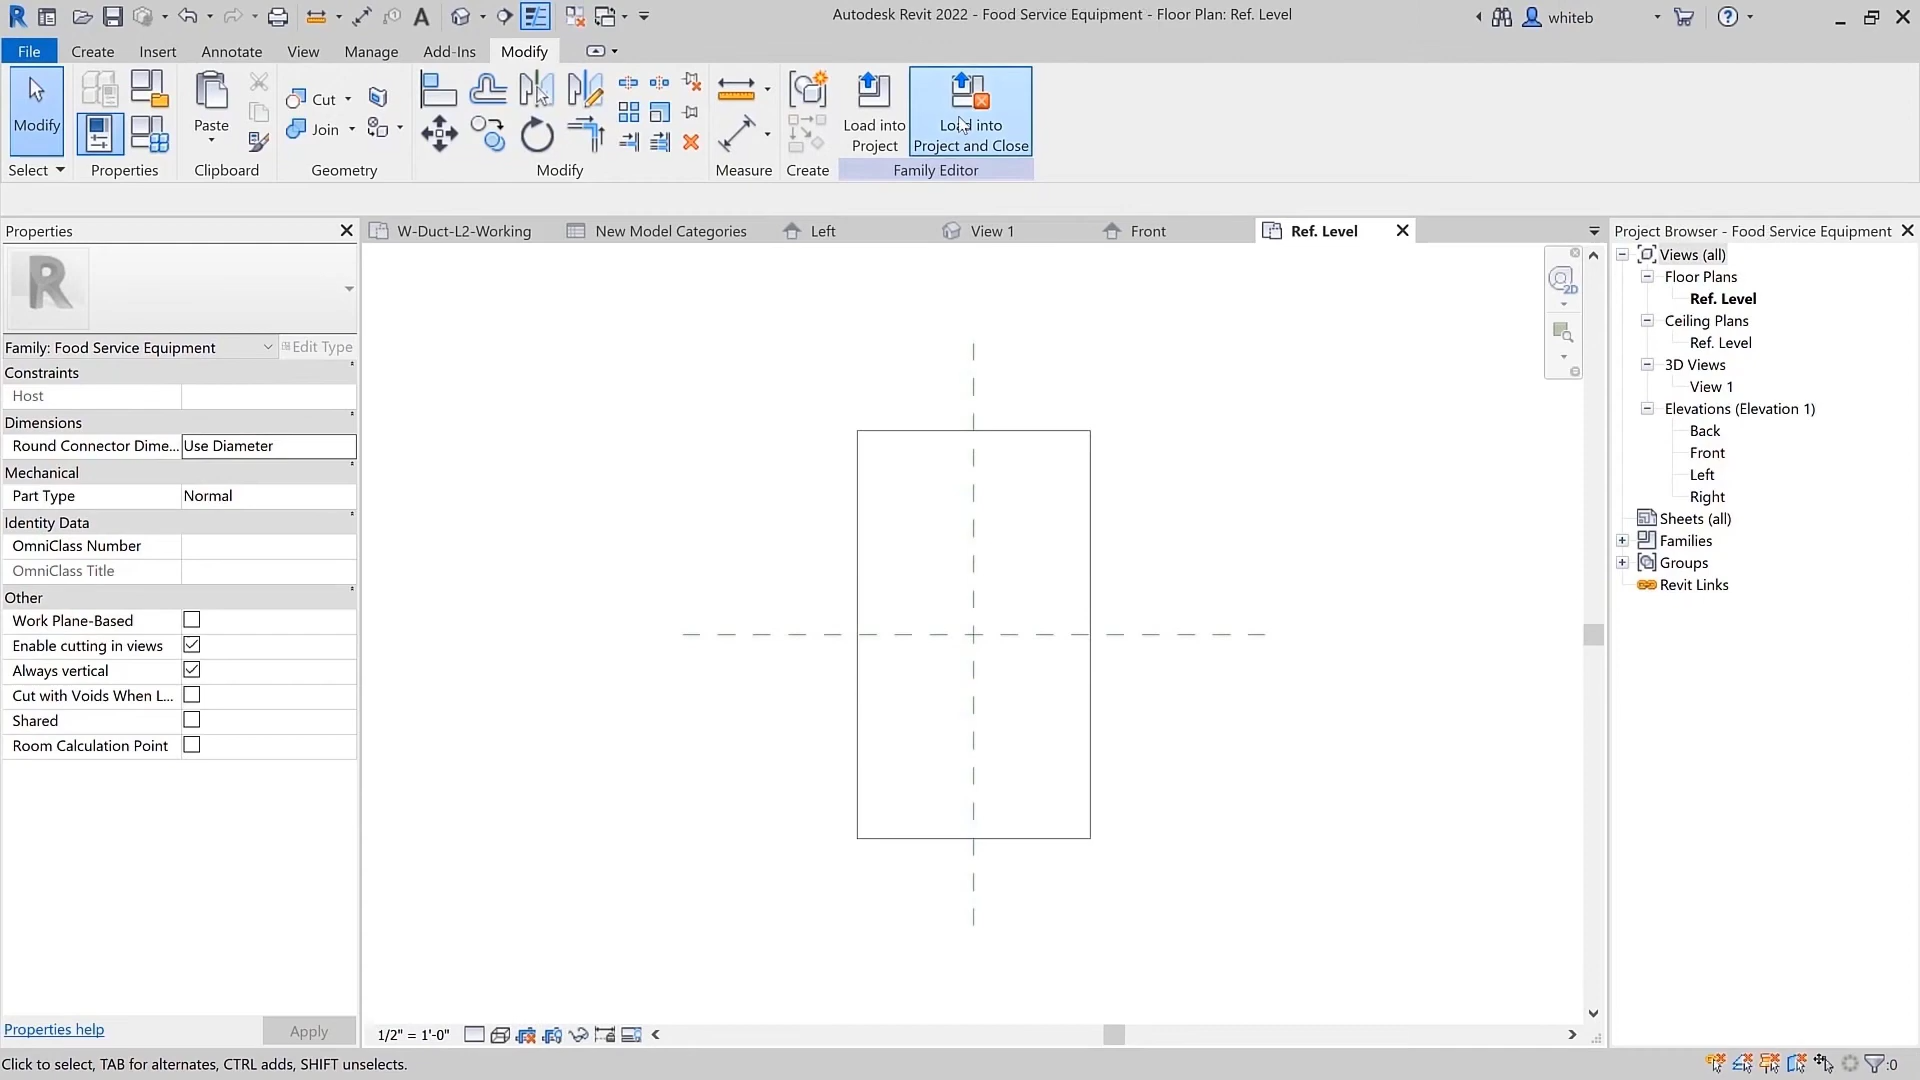 Autodesk Revit 2022 - Food Service Equipment - Floor Plan: Ref. Level
whiteb
File
Create
Insert
Annotate
View
Manage
Add-Ins
Modify
Modify
Paste
Cut
Join
Load into
Project
Load into
Project and Close
Select
Properties
Clipboard
Geometry
Modify
Measure
Create
Family Editor
Properties
W-Duct-L2-Working
New Model Categories
Left
View 1
Front
Ref. Level
Project Browser - Food Service Equipment
R
Family: Food Service Equipment
Edit Type
Constraints
Host
Dimensions
Round Connector Dime...
Use Diameter
Mechanical
Part Type
Normal
Identity Data
OmniClass Number
OmniClass Title
Other
Work Plane-Based
Enable cutting in views
Always vertical
Cut with Voids When L...
Shared
Room Calculation Point
Properties help
Apply
2D
Views (all)
Floor Plans
Ref. Level
Ceiling Plans
Ref. Level
3D Views
View 1
Elevations (Elevation 1)
Back
Front
Left
Right
Sheets (all)
Families
Groups
Revit Links
1/2" = 1'-0"
Click to select, TAB for alternates, CTRL adds, SHIFT unselects.
:0